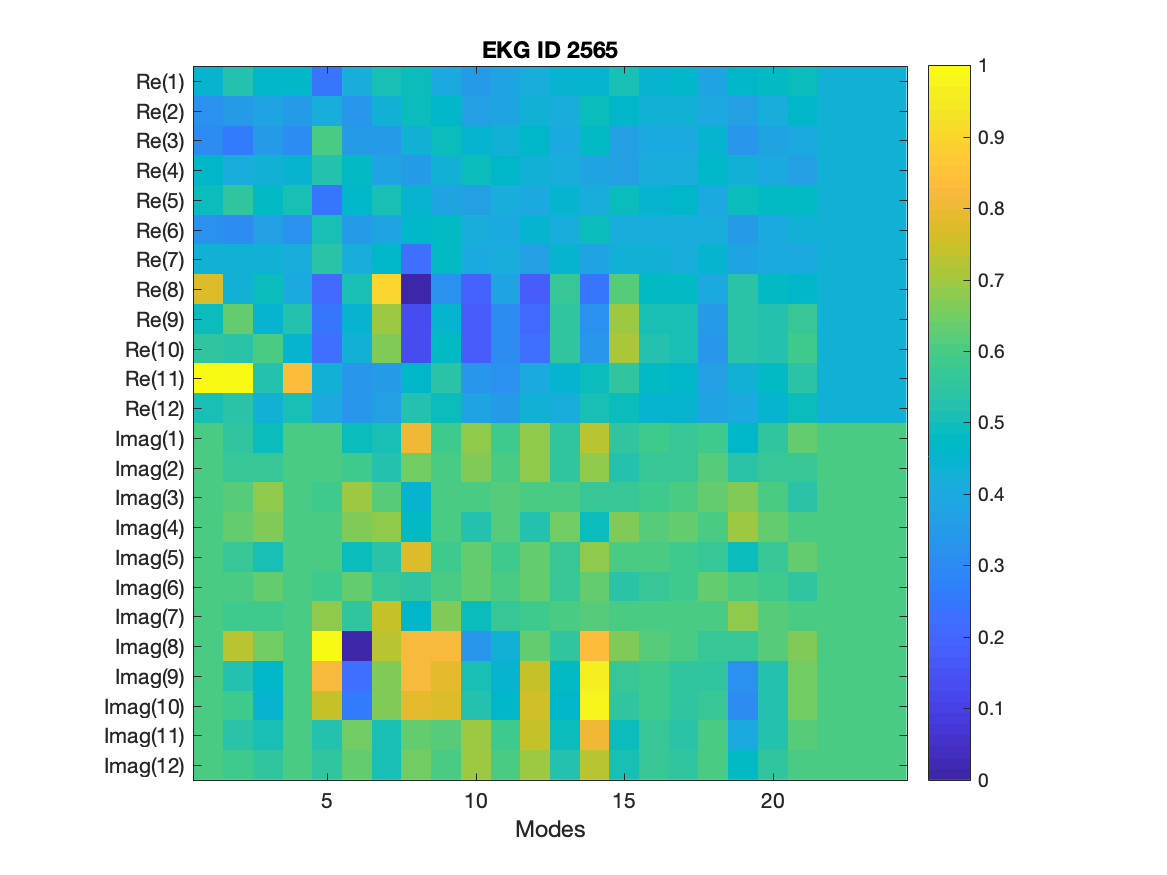 EKG ID 2565
Re(1)
Re(2)
Re(3)
Re(4)
Re(5)
Re(6)
Re(7)
Re(8)
Re(9)
Re(10)
Re(11)
Re(12)
Imag(1)
Imag(2)
Imag(3)
Imag(4)
Imag(5)
Imag(6)
Imag(7)
Imag(8)
Imag(9)
Imag(10)
Imag(11)
Imag(12)
5 10 15 20
Modes
1
0.9
0.8
0.7
0.6
0.5
0.4
0.3
0.2
0.1
0